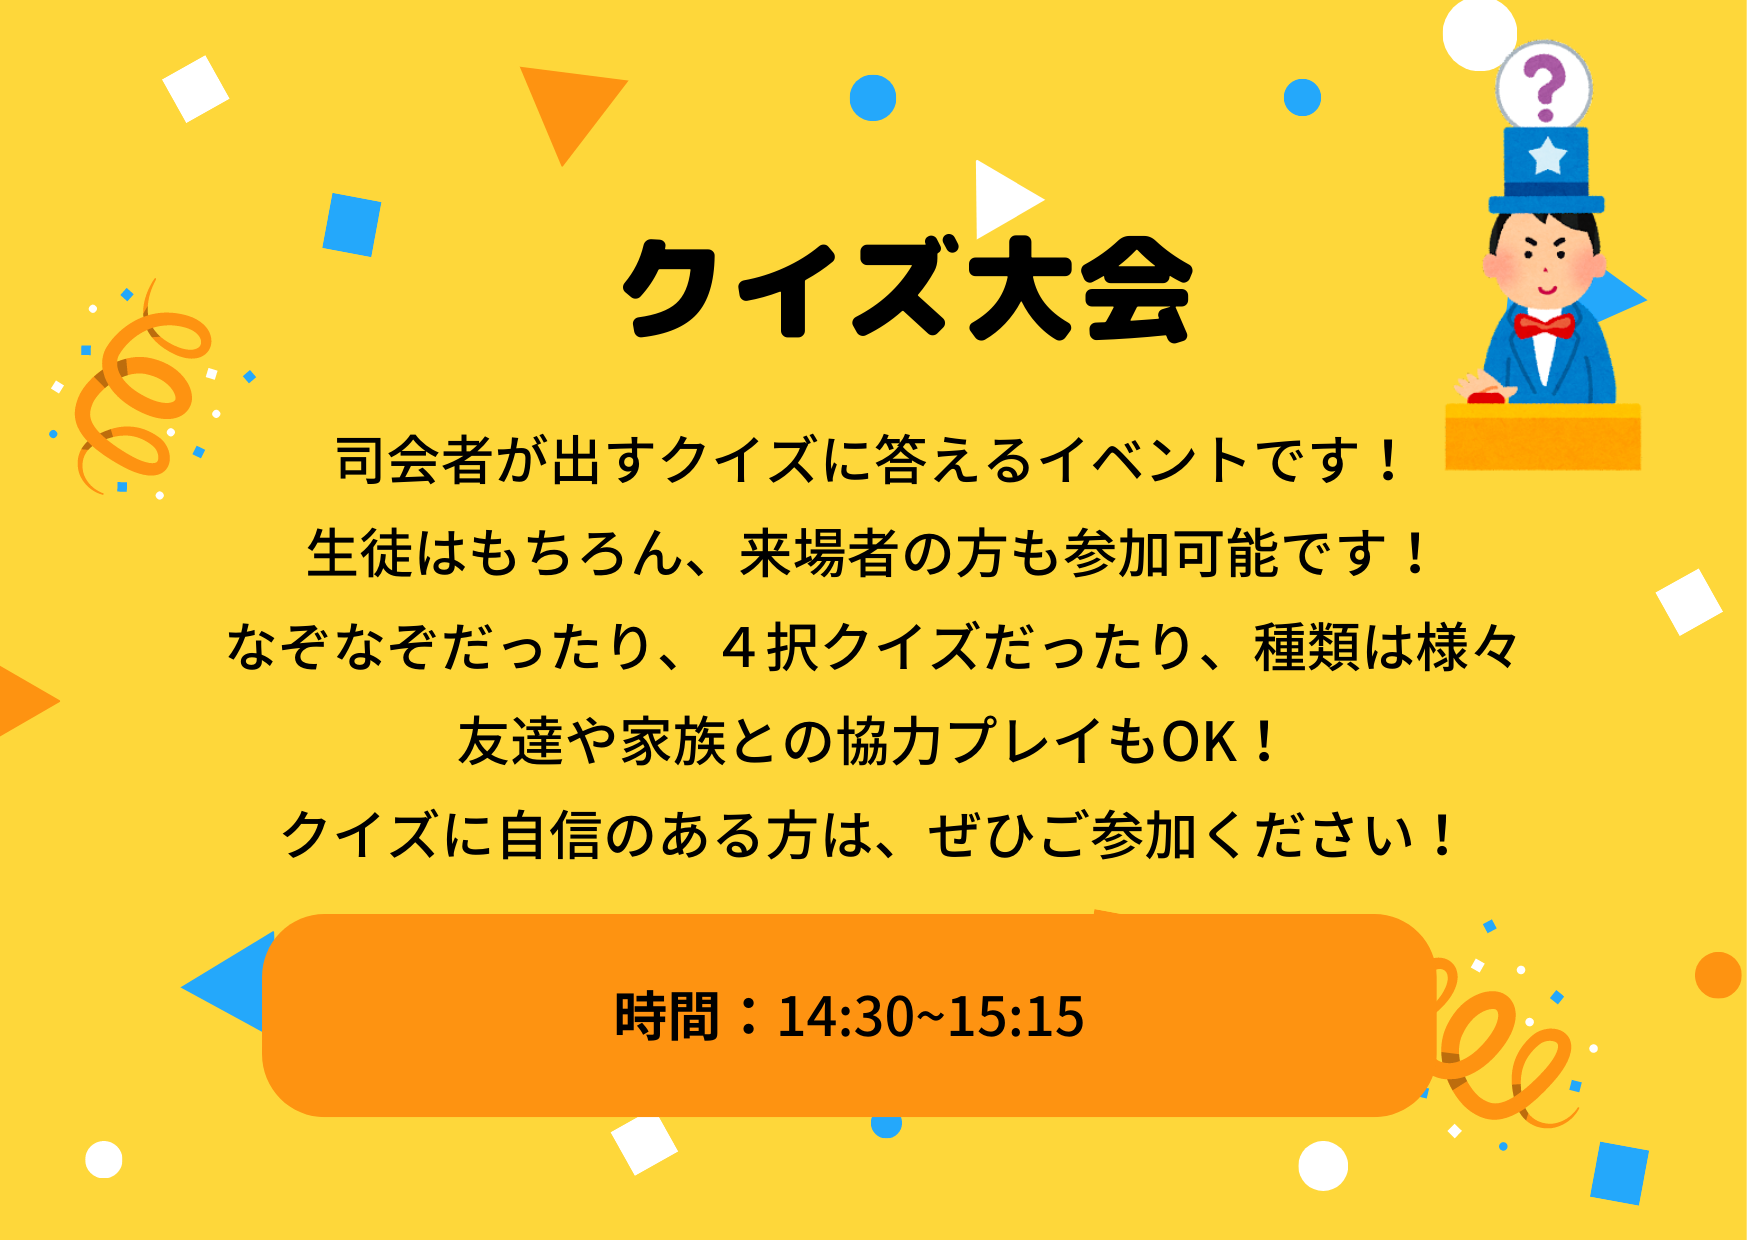 ?
クイズ大会
司会者が出すクイズに答えるイベントです！
生徒はもちろん、来場者の方も参加可能です！
なぞなぞだったり、４択クイズだったり、種類は様々
友達や家族との協力プレイもOK！
クイズに自信のある方は、ぜひご参加ください！
時間：14:30~15:15